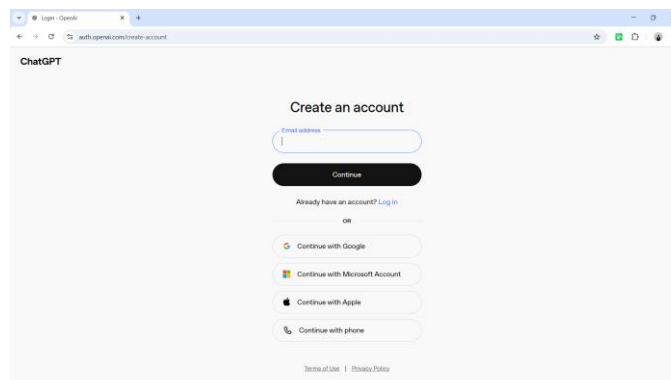 Login - OpenAI
auth.openai.com/create-account
ChatGPT
Create an account
Email address
Continue
Already have an account? Log in
OR
Continue with Google
Continue with Microsoft Account
Continue with Apple
Continue with phone
Terms of Use | Privacy Policy